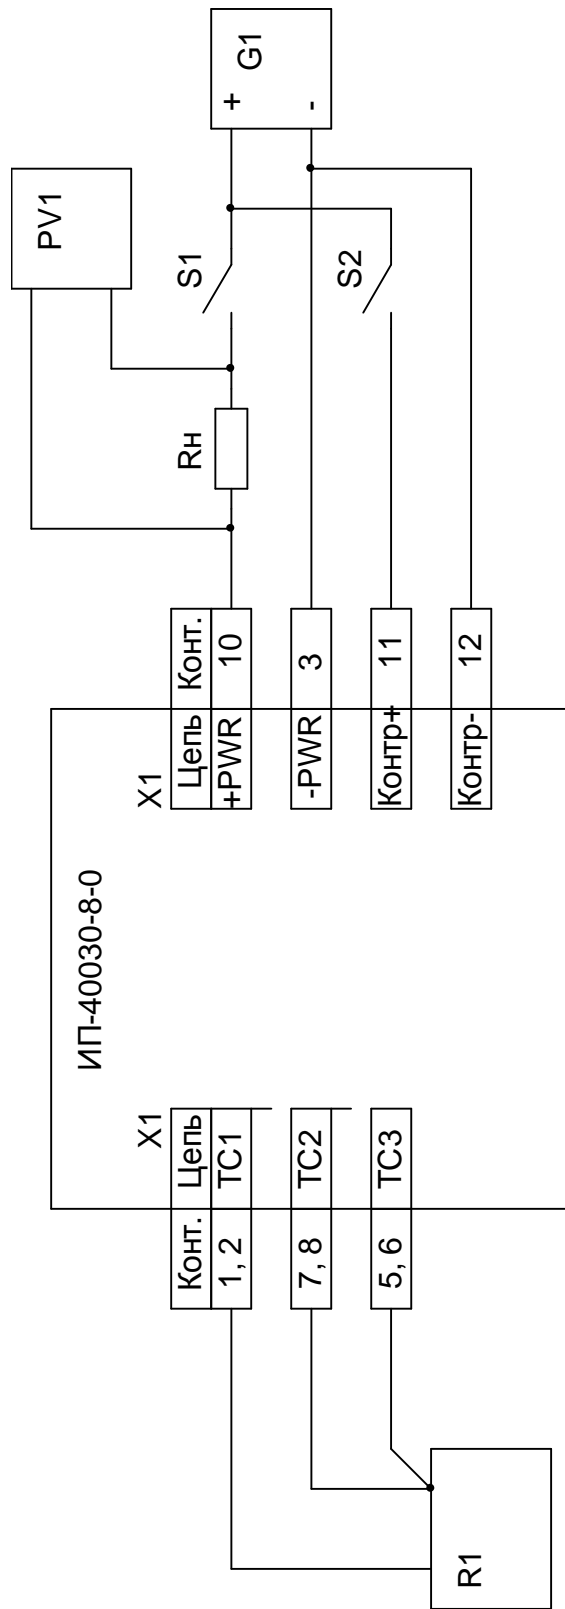 ИП-40030-8-0
X1
Конт. Цепь
1, 2 TC1
7, 8 TC2
5, 6 TC3
R1
X1
Цепь Конт.
+PWR 10
-PWR 3
Контр+ 11
Контр- 12
PV1
Rн
S1
S2
G1
+
-